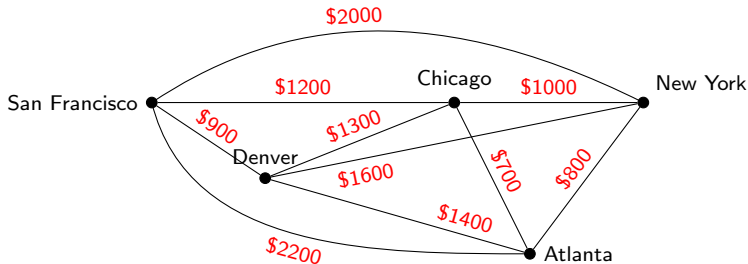 $2000
Chicago
New York
$1200
$1000
San Francisco
$900
$1300
Denver
$1600
$700
$800
$1400
$2200
Atlanta